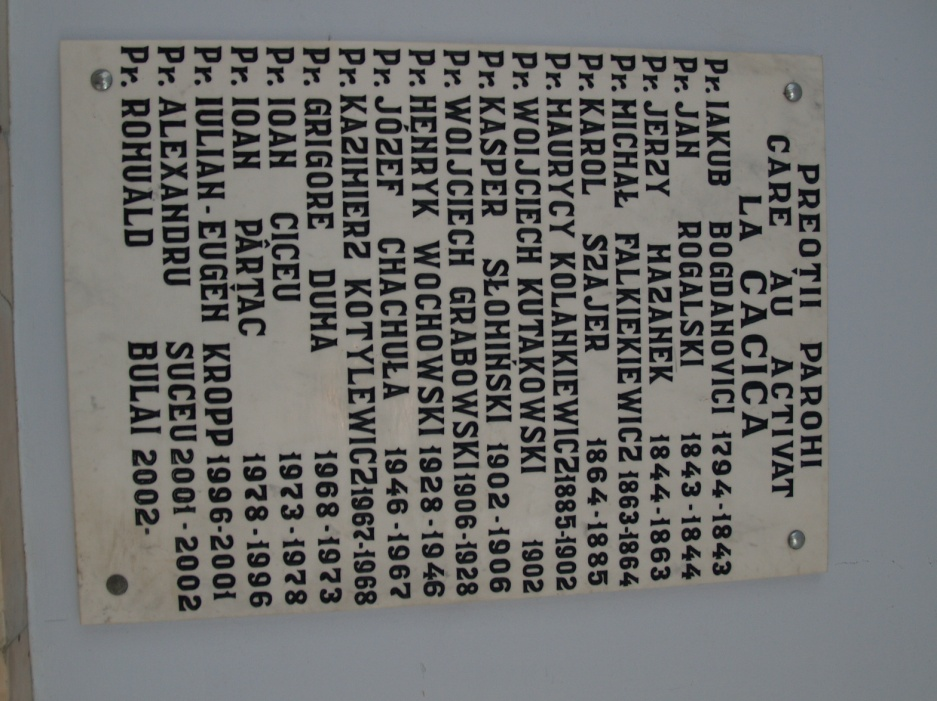 PREOȚII PAROHI
CARE AU ACTIVAT
LA CACICA
Pr. IAKUB BOGDANOVICI 1794-1843
Pr. JAN ROGALSKI 1843-1844
Pr. JERZY MAZANEK 1844-1863
Pr. MICHAŁ FALKIEKIEWICZ 1863-1864
Pr. KAROL SZAJER 1864-1885
Pr. MAURYCY KOLANKIEWICZ 1885-1902
Pr. WOJCIECH KUTAKOWSKI 1902
Pr. KASPER SŁOMIŃSKI 1902-1906
Pr. WOJCIECH GRABOWSKI 1906-1928
Pr. HENRYK WOCHOWSKI 1928-1946
Pr. JÓZEF CHACHUŁA 1946-1967
Pr. KAZIMIERZ KOTYLEWICZ 1967-1968
Pr. GRIGORE DUMA 1968-1973
Pr. IOAN CICEU 1973-1978
Pr. IOAN PÂRȚAC 1978-1996
Pr. IULIAN-EUGEN KROPP 1996-2001
Pr. ALEXANDRU SUCEU 2001-2002
Pr. ROMUALD BULAI 2002-